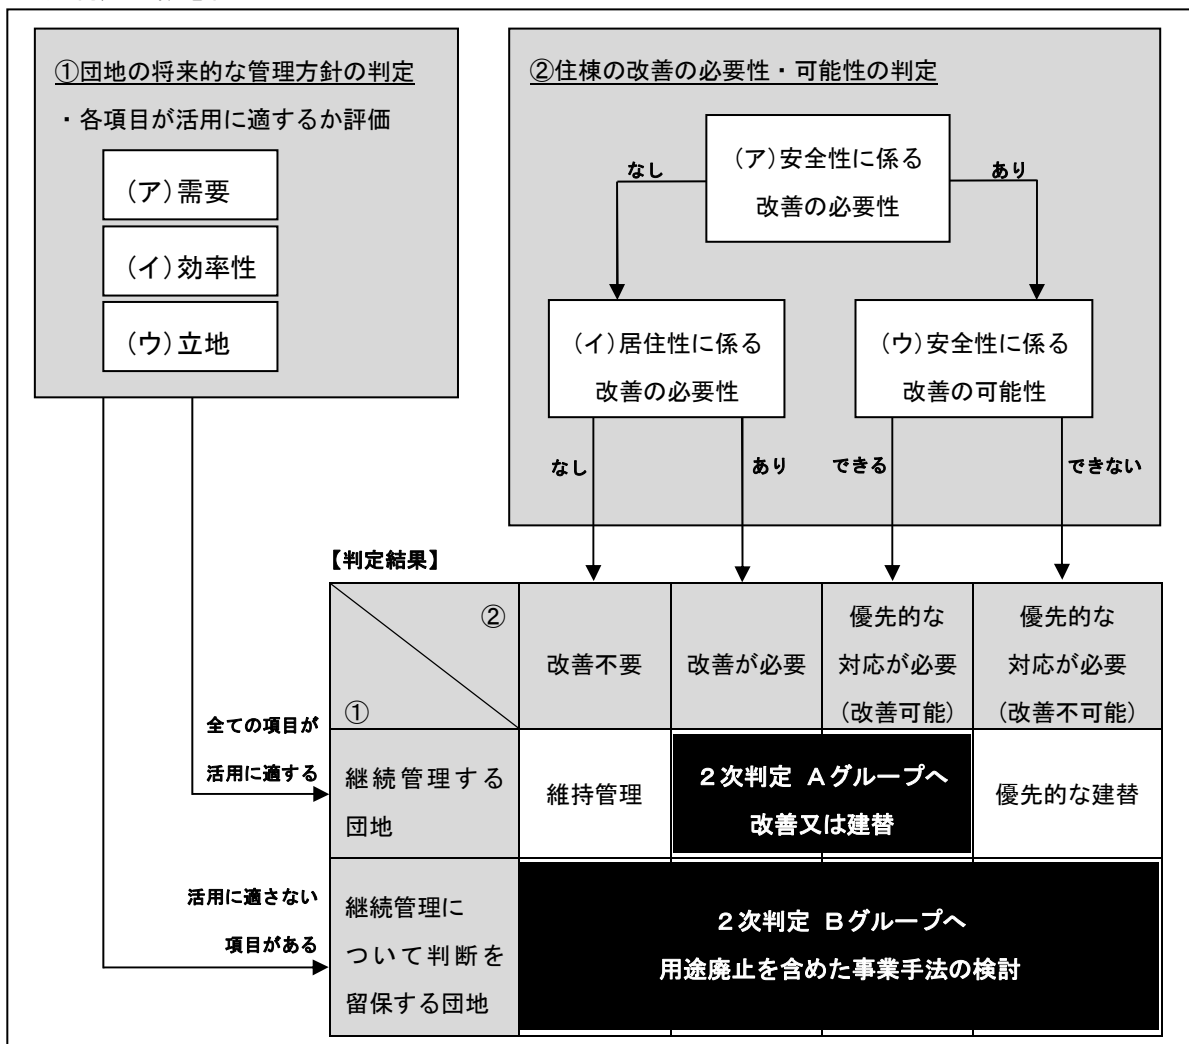 ①団地の将来的な管理方針の判定
・各項目が活用に適するか評価
(ア)需要
(イ)効率性
(ウ)立地
②住棟の改善の必要性・可能性の判定
(ア)安全性に係る
改善の必要性
なし
あり
(イ)居住性に係る
改善の必要性
(ウ)安全性に係る
改善の可能性
なし
あり
できる
できない
【判定結果】
②
①
改善不要
改善が必要
優先的な
対応が必要
(改善可能)
優先的な
対応が必要
(改善不可能)
全ての項目が
活用に適する
継続管理する
団地
維持管理
2次判定 Aグループへ
改善又は建替
優先的な建替
活用に適さない
項目がある
継続管理に
ついて判断を
留保する団地
2次判定 Bグループへ
用途廃止を含めた事業手法の検討